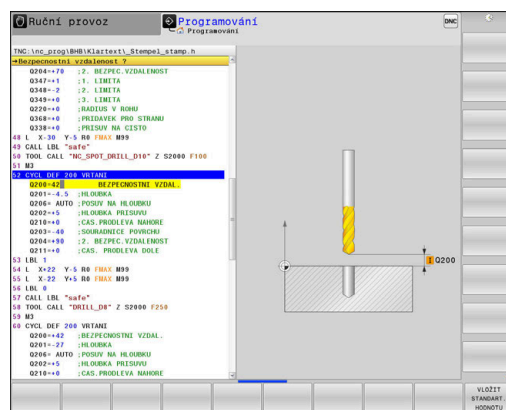 Ruční provoz
Programování
Programování
DNC
TNC:\nc_prog\BHB\Klartext\_Stempel_stamp.h
→Bezpecnostni vzdalenost ?
Q204=+70 ;2. BEZPEC.VZDALENOST
Q347=+1 ;1. LIMITA
Q348=-2 ;2. LIMITA
Q349=+0 ;3. LIMITA
Q220=+0 ;RADIUS V ROHU
Q368=+0 ;PRIDAVEK PRO STRANU
Q338=+0 ;PRISUV NA CISTO
48 L X-30 Y-5 R0 FMAX M99
49 CALL LBL "safe"
50 TOOL CALL "NC_SPOT_DRILL_D10" Z S2000 F100
51 M3
52 CYCL DEF 200 VRTANI
Q200=42 BEZPECNOSTNI VZDAL.
Q201=-4.5 ;HLOUBKA
Q206= AUTO ;POSUV NA HLOUBKU
Q202=+5 ;HLOUBKA PRISUVU
Q210=+0 ;CAS.PRODLEVA NAHORE
Q203=-40 ;SOURADNICE POVRCHU
Q204=+90 ;2. BEZPEC.VZDALENOST
Q211=+0 ;CAS. PRODLEVA DOLE
53 LBL 1
54 L X+22 Y-5 R0 FMAX M99
55 L X-22 Y+5 R0 FMAX M99
56 LBL 0
57 CALL LBL "safe"
58 TOOL CALL "DRILL_D8" Z S2000 F250
59 M3
60 CYCL DEF 200 VRTANI
Q200=+42 ;BEZPECNOSTNI VZDAL.
Q201=-27 ;HLOUBKA
Q206= AUTO ;POSUV NA HLOUBKU
Q202=+5 ;HLOUBKA PRISUVU
Q210=+0 ;CAS.PRODLEVA NAHORE
Q200
VLOŽIT
STANDART.
HODNOTU